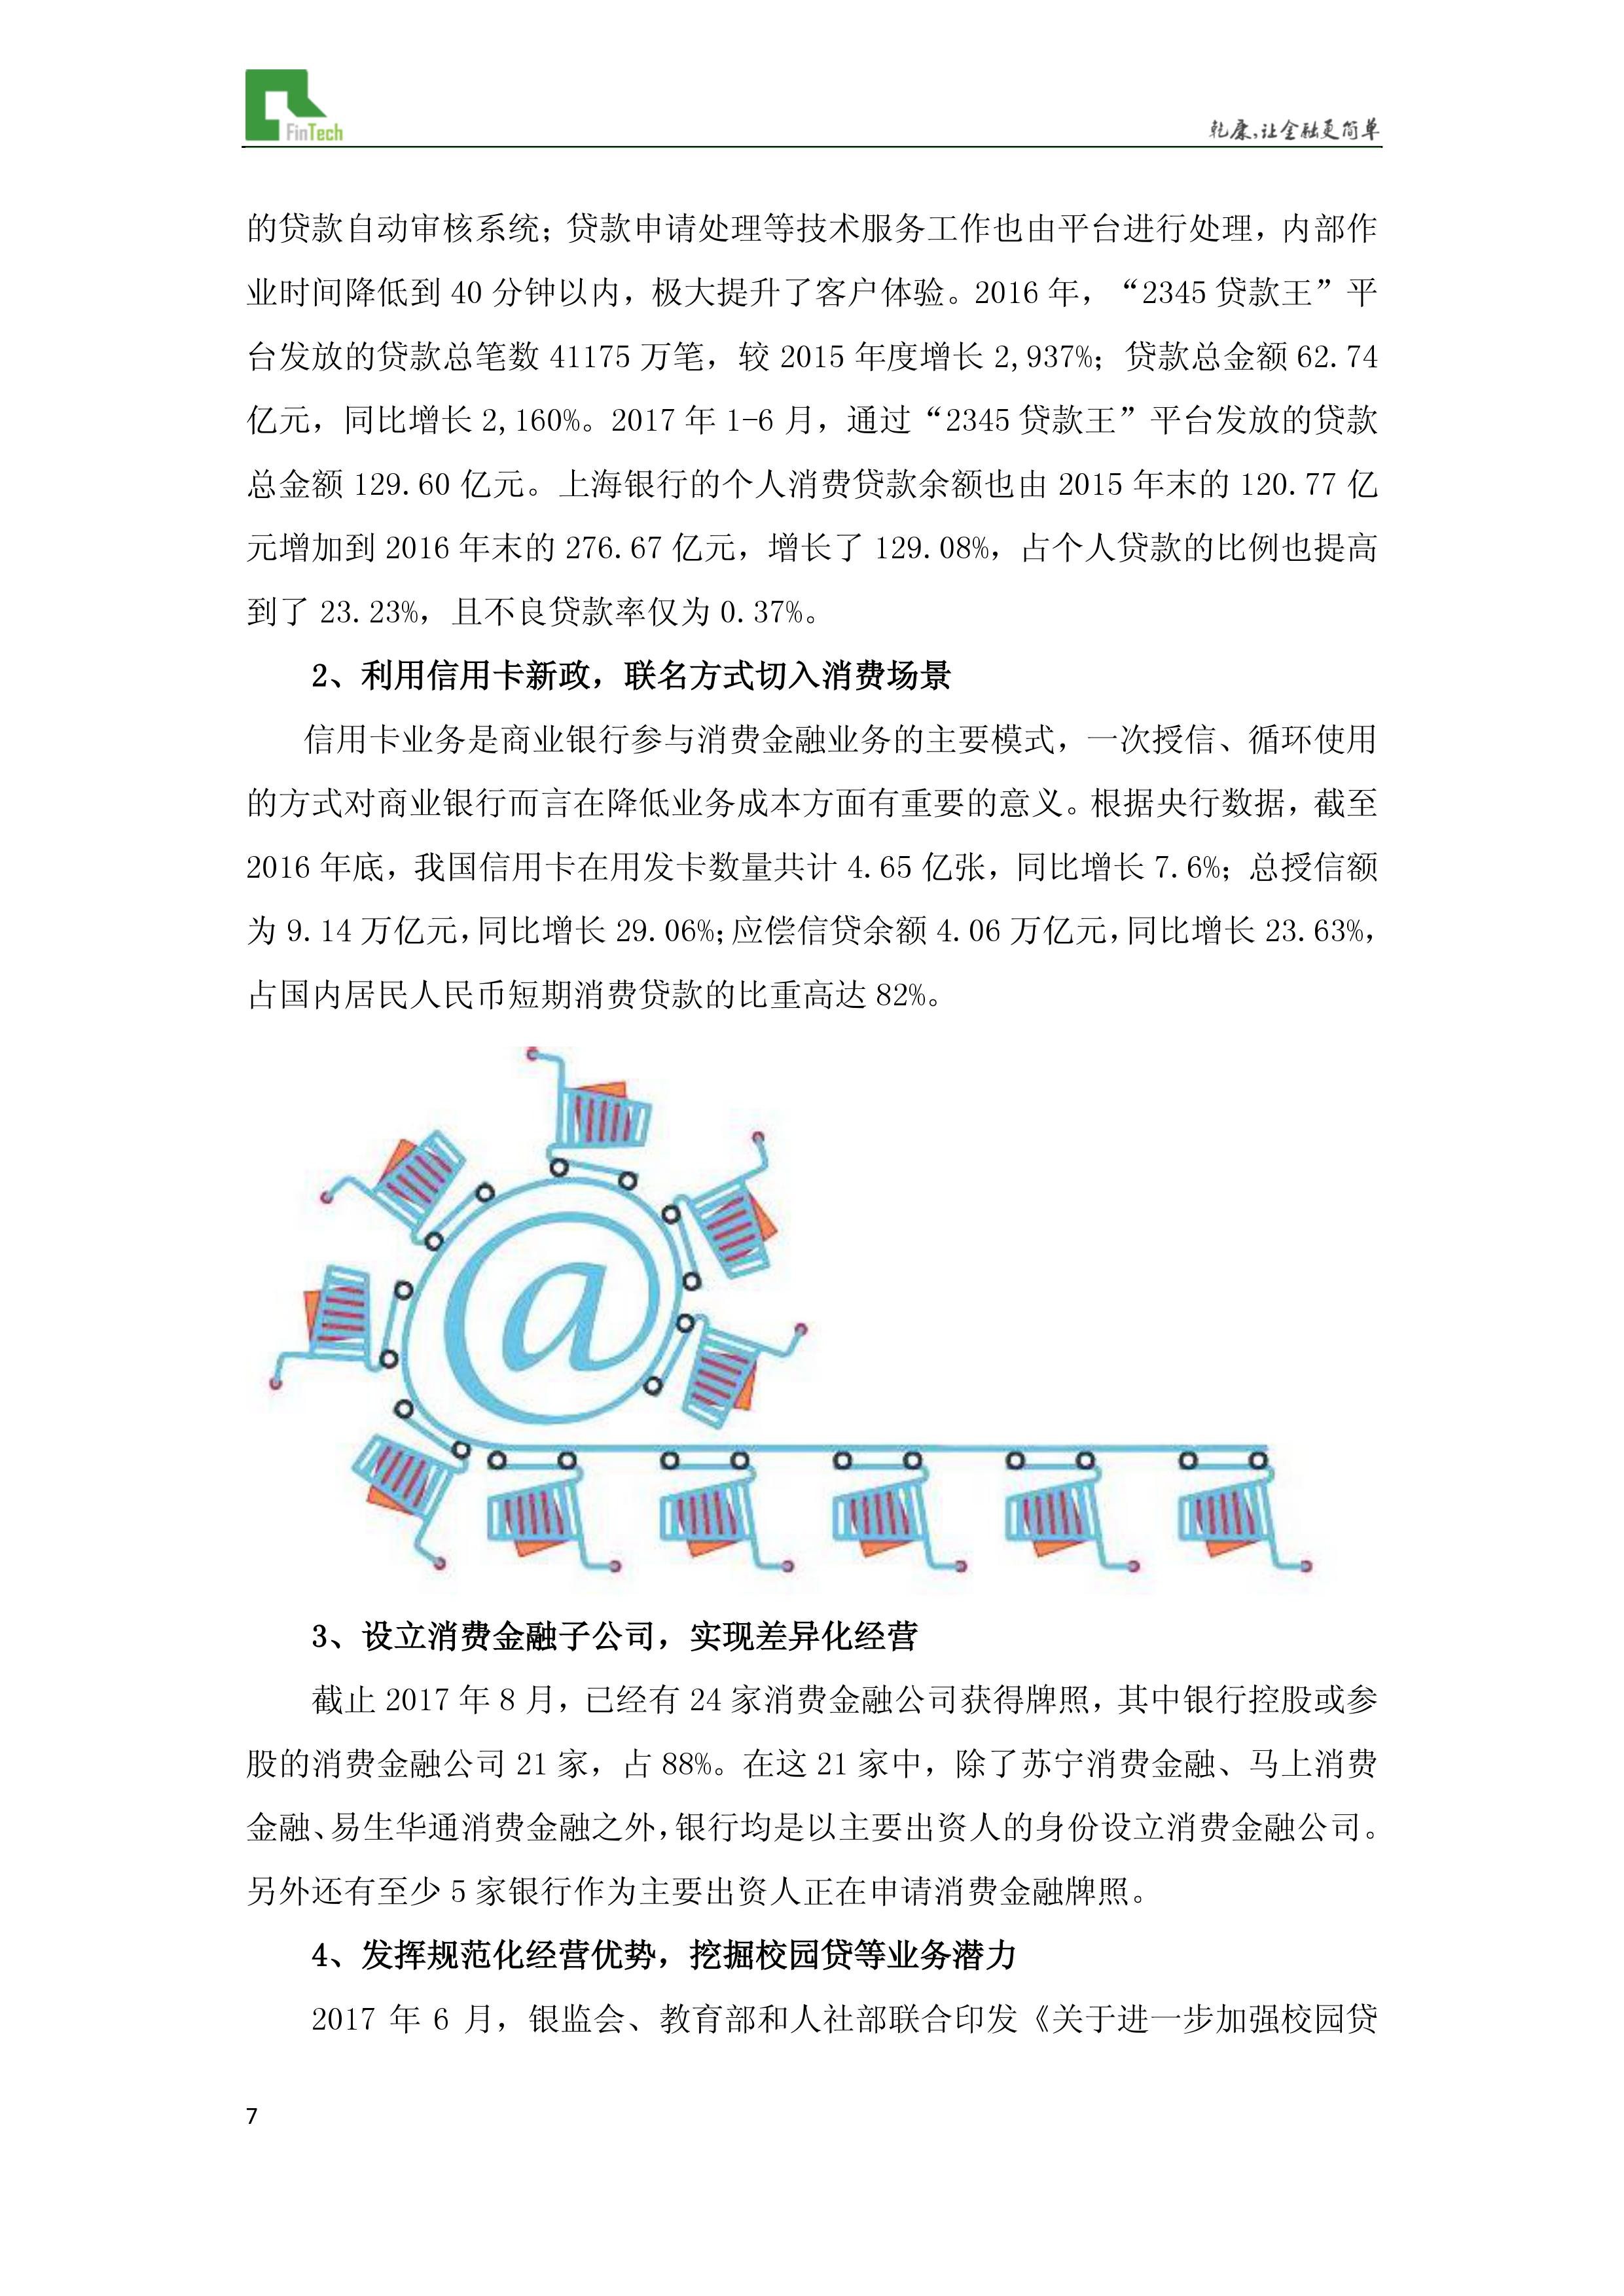 FinTech
乾康,让金融更简单
的贷款自动审核系统；贷款申请处理等技术服务工作也由平台进行处理，内部作
业时间降低到 40 分钟以内，极大提升了客户体验。2016 年，“2345 贷款王”平
台发放的贷款总笔数 41175 万笔，较 2015 年度增长 2,937%；贷款总金额 62.74
亿元，同比增长 2,160%。2017 年 1-6 月，通过“2345 贷款王”平台发放的贷款
总金额 129.60 亿元。上海银行的个人消费贷款余额也由 2015 年末的 120.77 亿
元增加到 2016 年末的 276.67 亿元，增长了 129.08%，占个人贷款的比例也提高
到了 23.23%，且不良贷款率仅为 0.37%。
2、利用信用卡新政，联名方式切入消费场景
信用卡业务是商业银行参与消费金融业务的主要模式，一次授信、循环使用
的方式对商业银行而言在降低业务成本方面有重要的意义。根据央行数据，截至
2016 年底，我国信用卡在用发卡数量共计 4.65 亿张，同比增长 7.6%；总授信额
为 9.14 万亿元，同比增长 29.06%；应偿信贷余额 4.06 万亿元，同比增长 23.63%，
占国内居民人民币短期消费贷款的比重高达 82%。
@
3、设立消费金融子公司，实现差异化经营
截止 2017 年 8 月，已经有 24 家消费金融公司获得牌照，其中银行控股或参
股的消费金融公司 21 家，占 88%。在这 21 家中，除了苏宁消费金融、马上消费
金融、易生华通消费金融之外，银行均是以主要出资人的身份设立消费金融公司。
另外还有至少 5 家银行作为主要出资人正在申请消费金融牌照。
4、发挥规范化经营优势，挖掘校园贷等业务潜力
2017 年 6 月，银监会、教育部和人社部联合印发《关于进一步加强校园贷
7